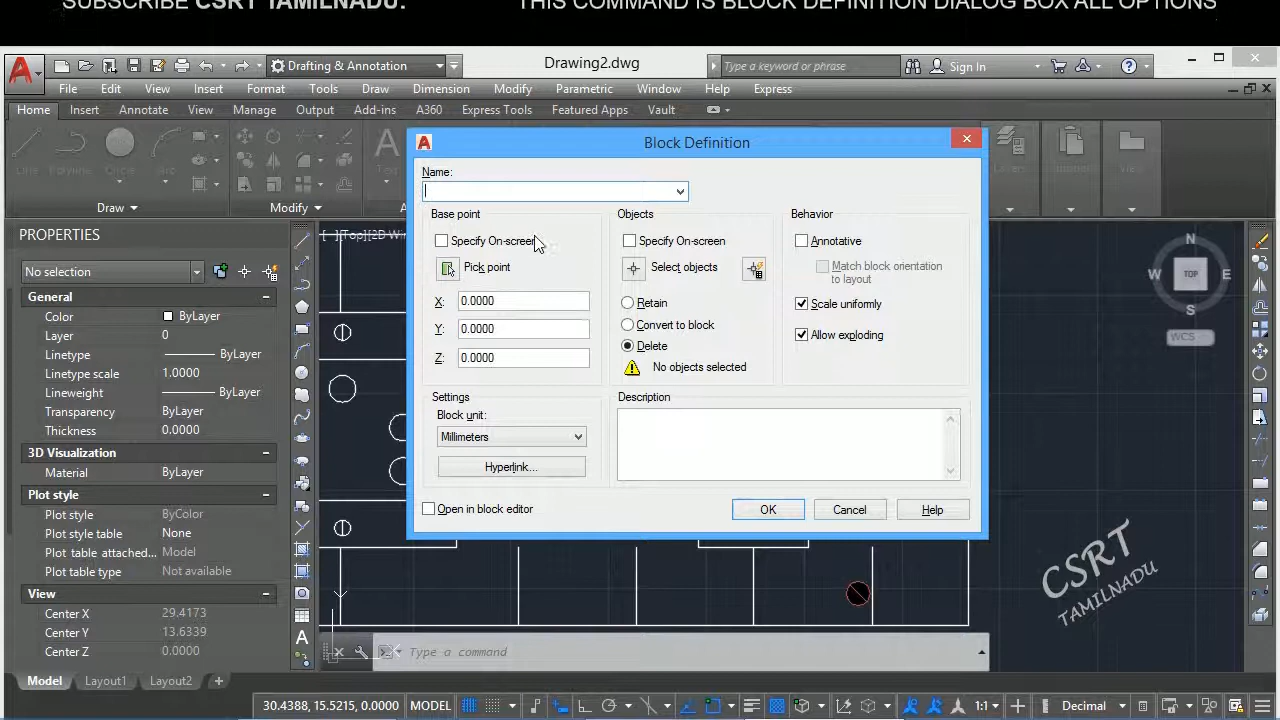 SUBSCRIBE CSRT TAMILNADU.
THIS COMMAND IS BLOCK DEFINITION DIALOG BOX ALL OPTIONS
Drafting & Annotation
Drawing2.dwg
Type a keyword or phrase
Sign In
File Edit View Insert Format Tools Draw Dimension Modify Parametric Window Help Express
Home Insert Annotate View Manage Output Add-ins A360 Express Tools Featured Apps Vault
Line Polyline Circle Arc Text Layers
Draw
Modify
PROPERTIES
No selection
General
Color ByLayer
Layer 0
Linetype ByLayer
Linetype scale 1.0000
Lineweight ByLayer
Transparency ByLayer
Thickness 0.0000
3D Visualization
Material ByLayer
Plot style
Plot style ByColor
Plot style table None
Plot table attached... Model
Plot table type Not available
View
Center X 29.4173
Center Y 13.6339
Center Z 0.0000
Block Definition
Name:
Base point
Specify On-screen
Pick point
X: 0.0000
Y: 0.0000
Z: 0.0000
Objects
Specify On-screen
Select objects
Retain
Convert to block
Delete
No objects selected
Behavior
Annotative
Match block orientation
to layout
Scale uniformly
Allow exploding
Settings
Block unit:
Millimeters
Hyperlink...
Description
Open in block editor
OK
Cancel
Help
N
W TOP E
S
WCS
CSRT
TAMILNADU
Type a command
Model Layout1 Layout2 +
30.4388, 15.5215, 0.0000 MODEL
1:1
Decimal